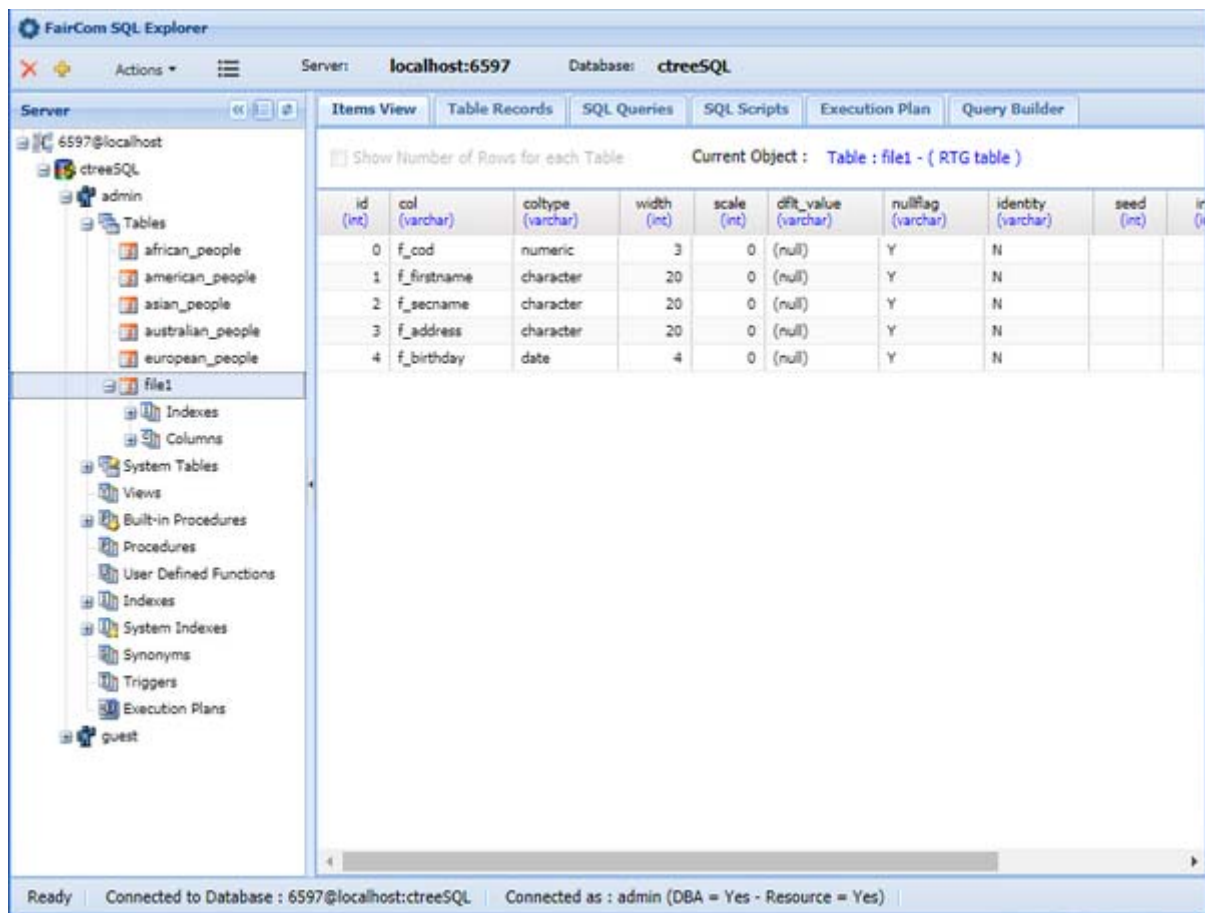 FairCom SQL Explorer
Actions Server: localhost:6597 Database: ctreeSQL
Server
Items View Table Records SQL Queries SQL Scripts Execution Plan Query Builder
6597@localhost
ctreeSQL
admin
Tables
african_people
american_people
asian_people
australian_people
european_people
file1
Indexes
Columns
System Tables
Views
Built-in Procedures
Procedures
User Defined Functions
Indexes
System Indexes
Synonyms
Triggers
Execution Plans
guest
Show Number of Rows for each Table Current Object : Table : file1 - ( RTG table )
id col coltype width scale dflt_value nullflag identity seed
(int) (varchar) (varchar) (int) (int) (varchar) (varchar) (varchar) (int)
0 f_cod numeric 3 0 (null) Y N
1 f_firstname character 20 0 (null) Y N
2 f_secname character 20 0 (null) Y N
3 f_address character 20 0 (null) Y N
4 f_birthday date 4 0 (null) Y N
Ready Connected to Database : 6597@localhost:ctreeSQL Connected as : admin (DBA = Yes - Resource = Yes)